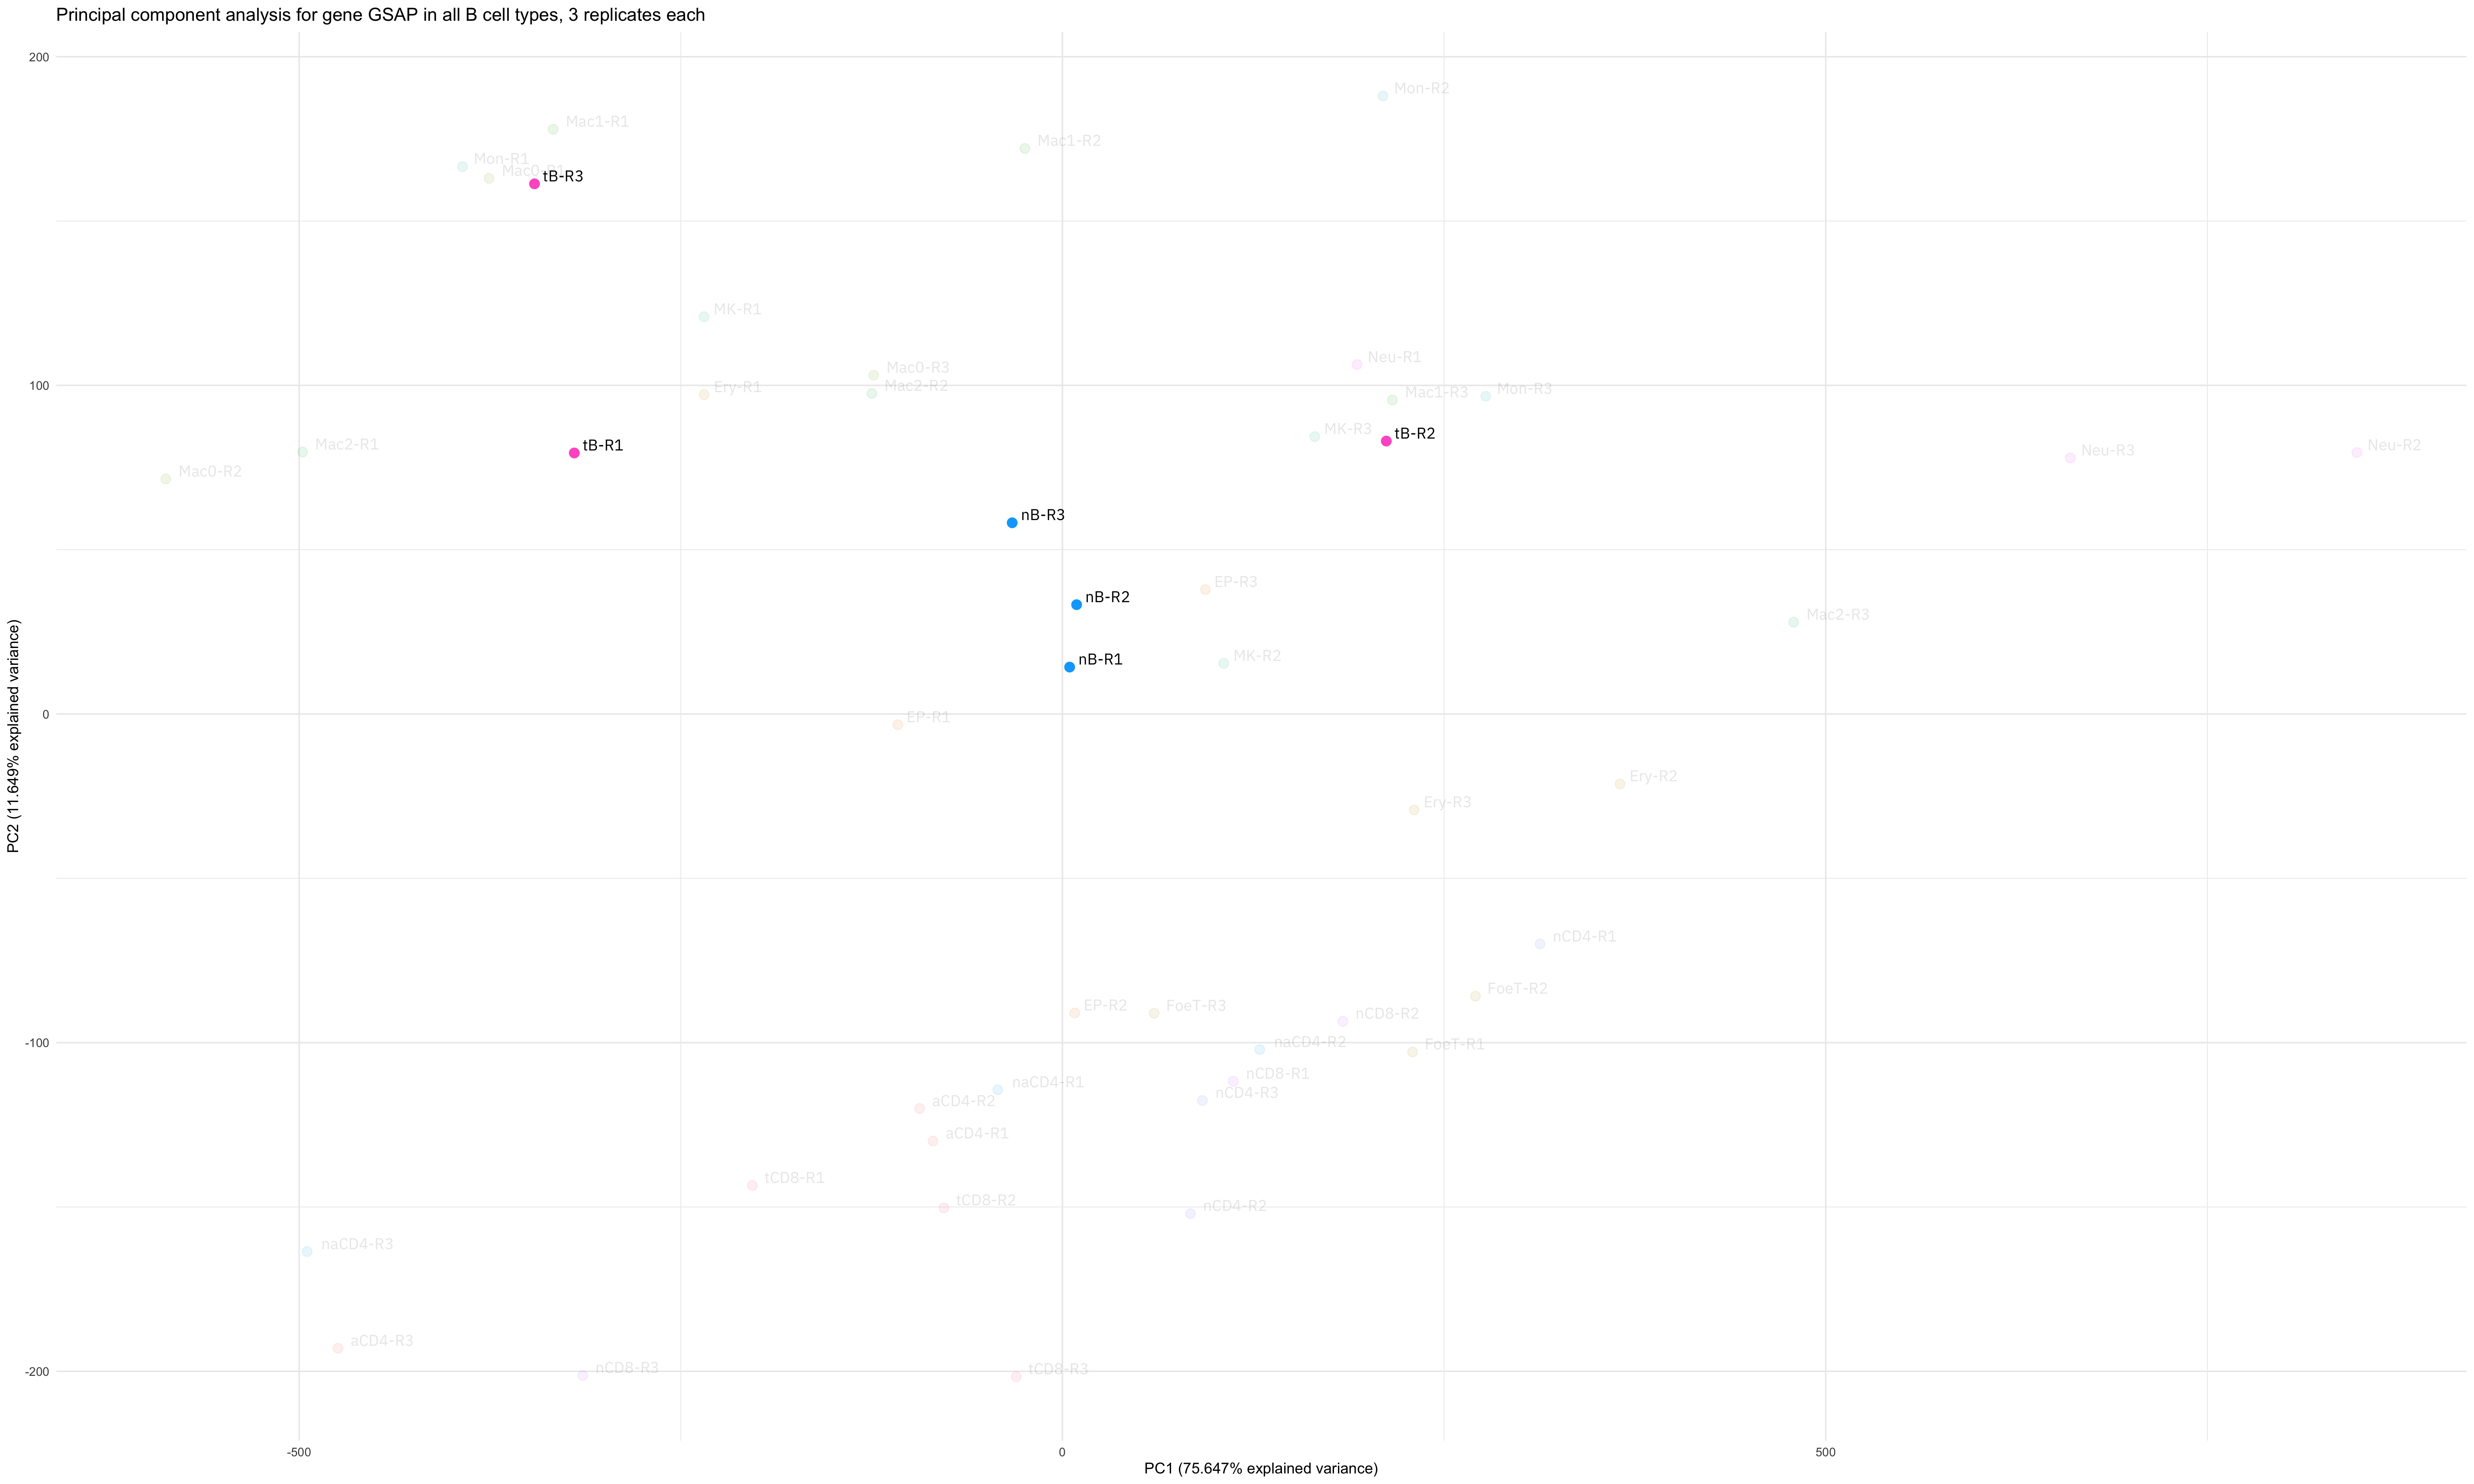 Principal component analysis for gene GSAP in all B cell types, 3 replicates each
200
Mon-R2
Mac1-R1
Mac1-R2
Mon-R1
Mac0-R1
tB-R3
MK-R1
Neu-R1
Mac0-R3
100
Mac2-R2
Ery-R1
Mac1-R3
Mon-R3
MK-R3
tB-R2
Mac2-R1
tB-R1
Neu-R3
Neu-R2
Mac0-R2
nB-R3
EP-R3
nB-R2
Mac2-R3
nB-R1
MK-R2
0
EP-R1
Ery-R2
Ery-R3
PC2 (11.649% explained variance)
nCD4-R1
FoeT-R2
EP-R2
FoeT-R3
nCD8-R2
-100
naCD4-R2
FoeT-R1
nCD8-R1
naCD4-R1
nCD4-R3
aCD4-R2
aCD4-R1
tCD8-R1
tCD8-R2
nCD4-R2
naCD4-R3
aCD4-R3
-200
nCD8-R3
tCD8-R3
-500
0
500
PC1 (75.647% explained variance)